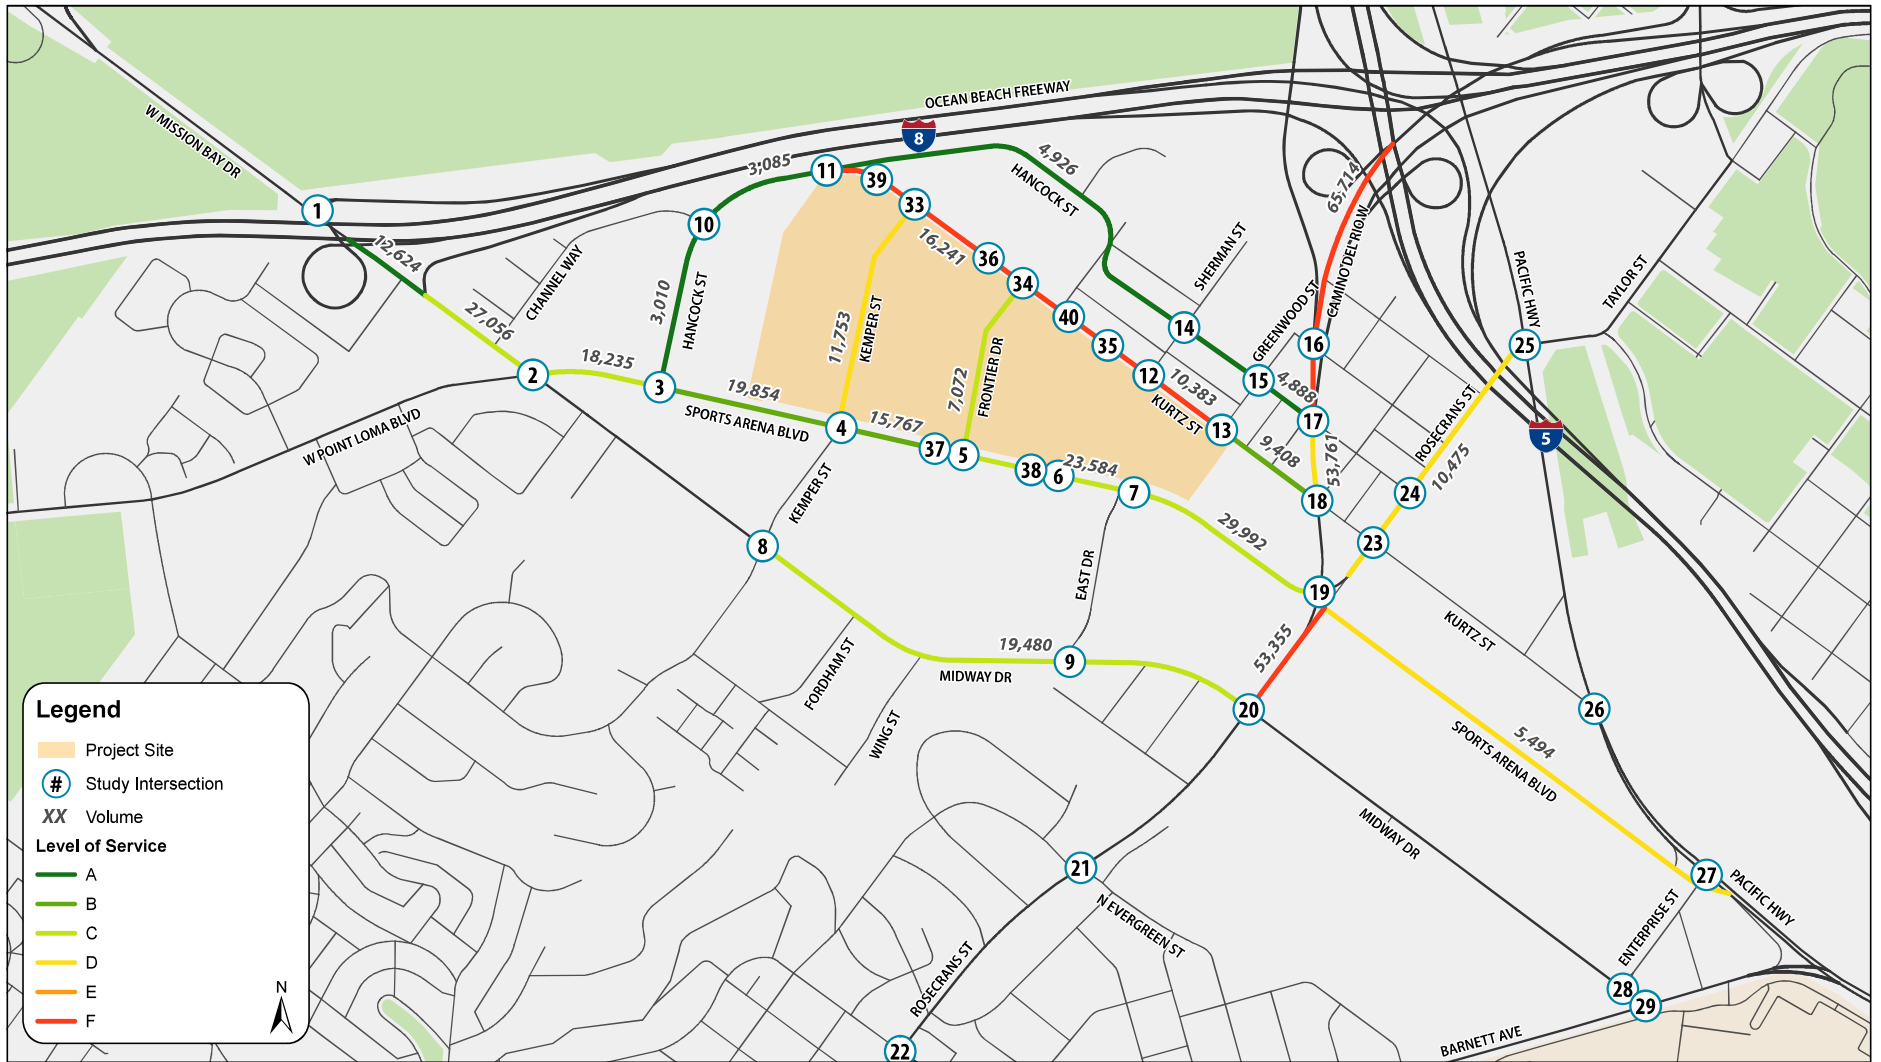 OCEAN BEACH FREEWAY
8
W MISSION BAY DR
1
12,624
3,085
11
39
33
10
4,926
HANCOCK ST
16,241
36
34
65,714
CAMINO DEL RIO W
PACIFIC HWY
TAYLOR ST
CHANNEL WAY
27,056
3,010
HANCOCK ST
11,753
KEMPER ST
7,072
FRONTIER DR
SHERMAN ST
GREENWOOD ST
40
35
12
14
15
16
25
2
18,235
3
19,854
SPORTS ARENA BLVD
4
15,767
37
5
38
6
23,584
7
10,383
KURTZ ST
13
4,888
17
9,408
53,761
18
ROSECRANS ST
10,475
24
23
5
W POINT LOMA BLVD
KEMPER ST
8
29,992
19
EAST DR
KURTZ ST
FORDHAM ST
19,480
MIDWAY DR
9
53,355
20
26
WING ST
5,494
SPORTS ARENA BLVD
MIDWAY DR
21
N EVERGREEN ST
ROSECRANS ST
22
27
PACIFIC HWY
ENTERPRISE ST
28
29
BARNETT AVE
Legend
Project Site
# Study Intersection
XX Volume
Level of Service
A
B
C
D
E
F
N